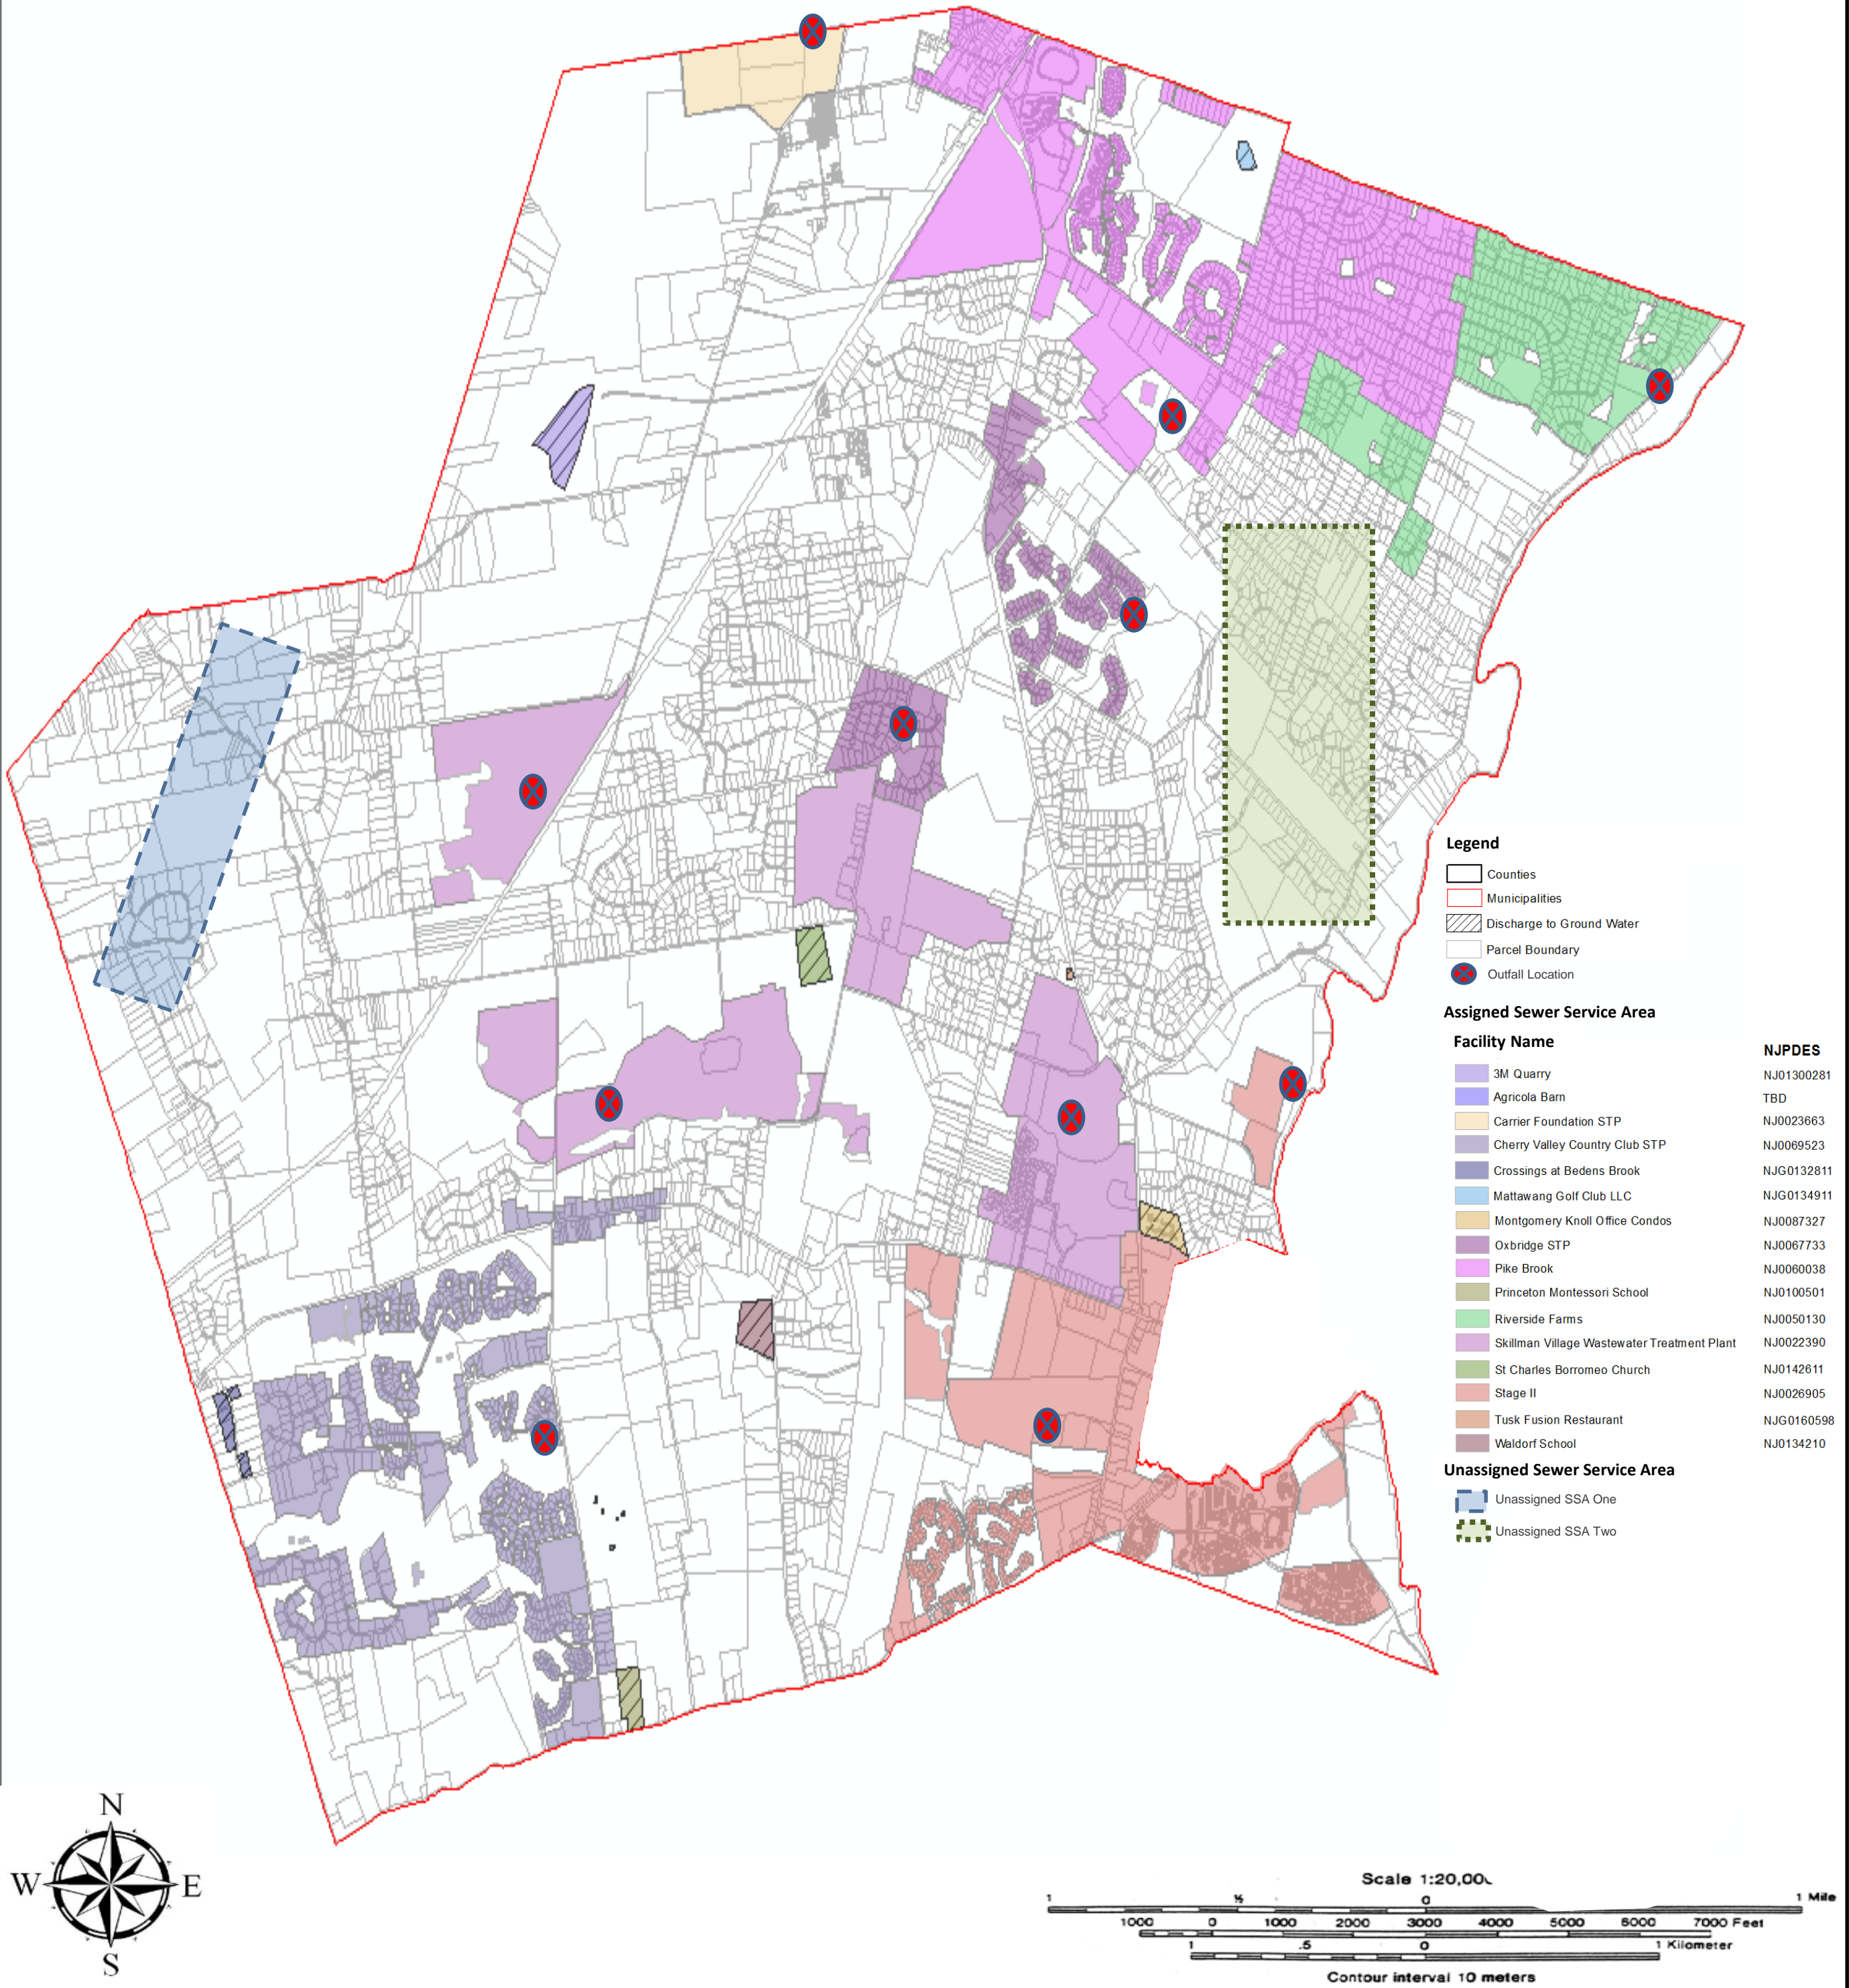 Legend
Counties
Municipalities
Discharge to Ground Water
Parcel Boundary
Outfall Location
Assigned Sewer Service Area
Facility Name NJPDES
3M Quarry NJ01300281
Agricola Barn TBD
Carrier Foundation STP NJ0023663
Cherry Valley Country Club STP NJ0069523
Crossings at Bedens Brook NJG0132811
Mattawang Golf Club LLC NJG0134911
Montgomery Knoll Office Condos NJ0087327
Oxbridge STP NJ0067733
Pike Brook NJ0060038
Princeton Montessori School NJ0100501
Riverside Farms NJ0050130
Skillman Village Wastewater Treatment Plant NJ0022390
St Charles Borromeo Church NJ0142611
Stage II NJ0026905
Tusk Fusion Restaurant NJG0160598
Waldorf School NJ0134210
Unassigned Sewer Service Area
Unassigned SSA One
Unassigned SSA Two
N
W E
S
Scale 1:20,00
1 ½ 0 1 Mile
1000 0 1000 2000 3000 4000 5000 6000 7000 Feet
1 .5 0 1 Kilometer
Contour interval 10 meters